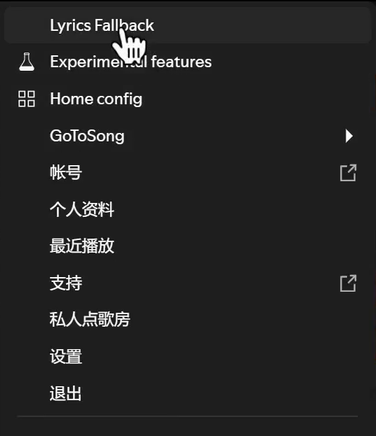 Lyrics Fallback
Experimental features
Home config
GoToSong
帐号
个人资料
最近播放
支持
私人点歌房
设置
退出